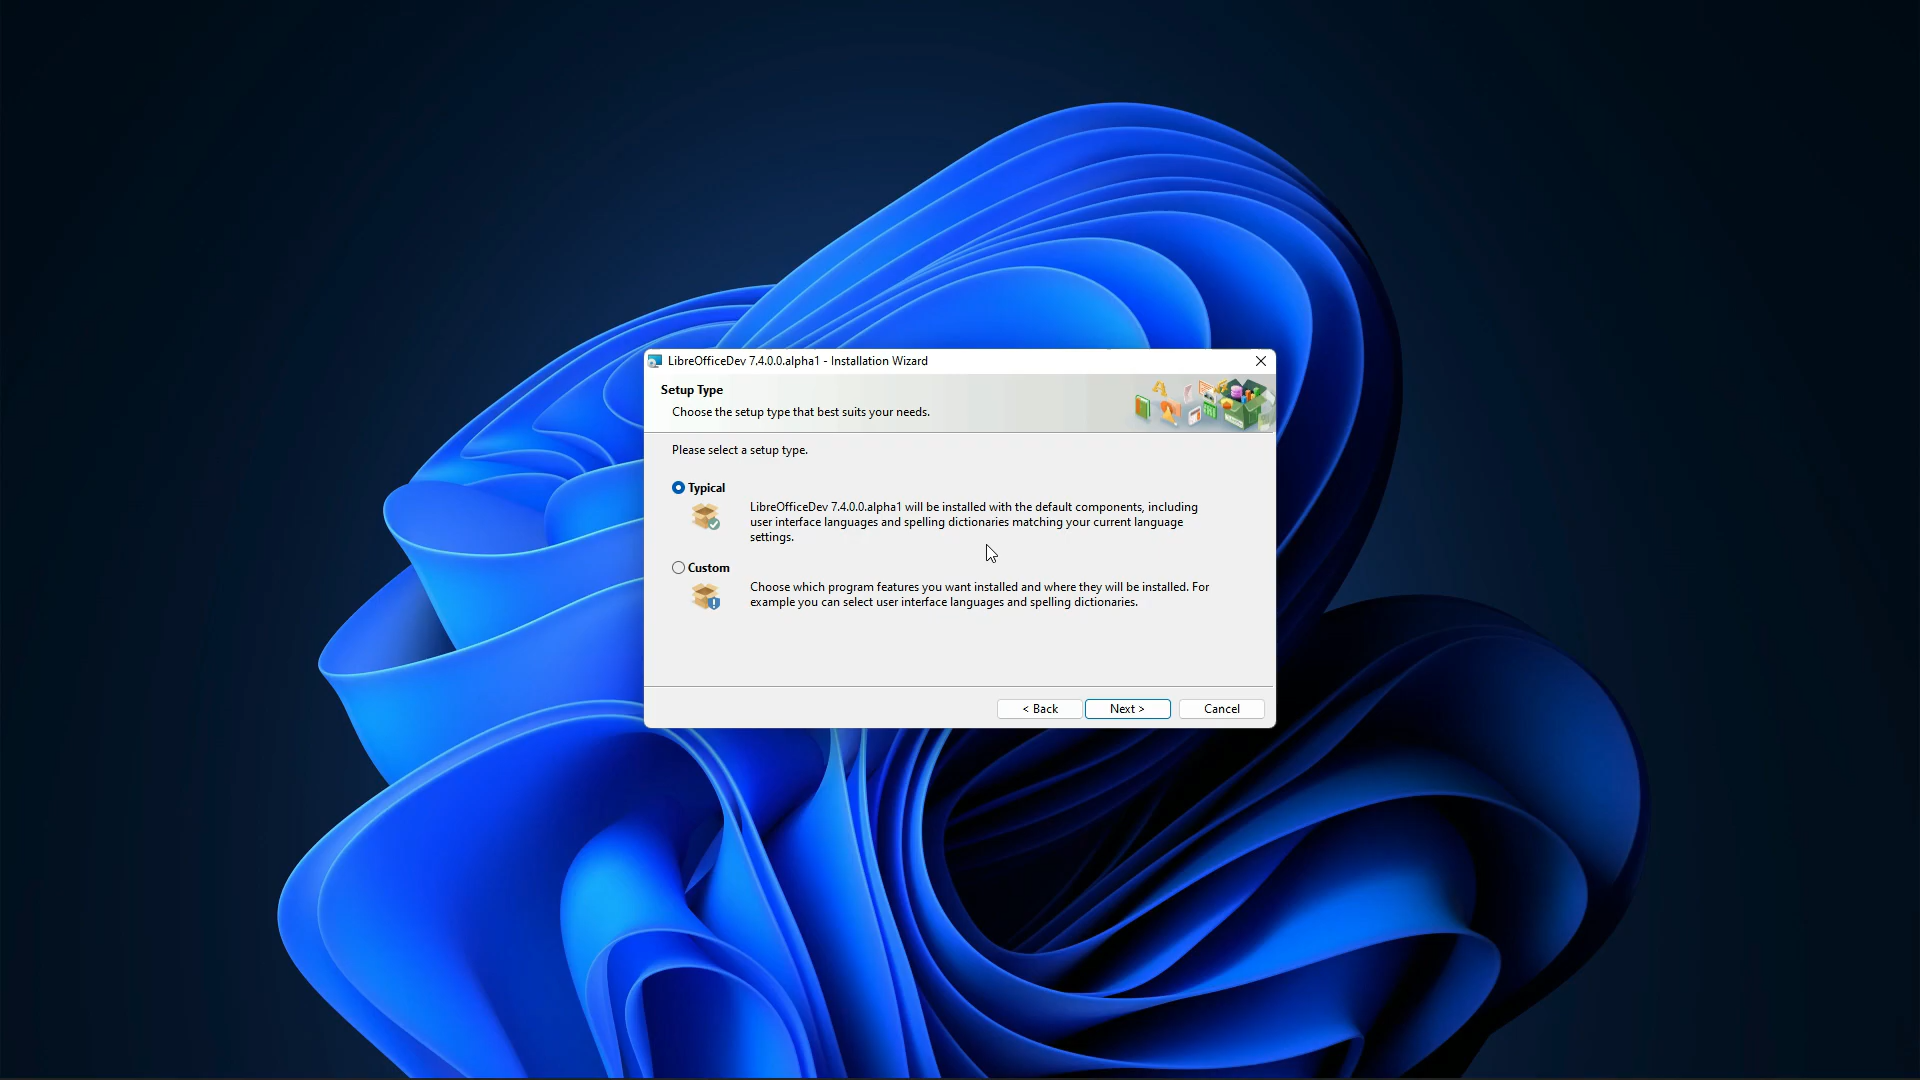 LibreOfficeDev 7.4.0.0.alpha1 - Installation Wizard
Setup Type
Choose the setup type that best suits your needs.
Please select a setup type.
Typical
LibreOfficeDev 7.4.0.0.alpha1 will be installed with the default components, including
user interface languages and spelling dictionaries matching your current language
settings.
Custom
Choose which program features you want installed and where they will be installed. For
example you can select user interface languages and spelling dictionaries.
< Back
Next >
Cancel